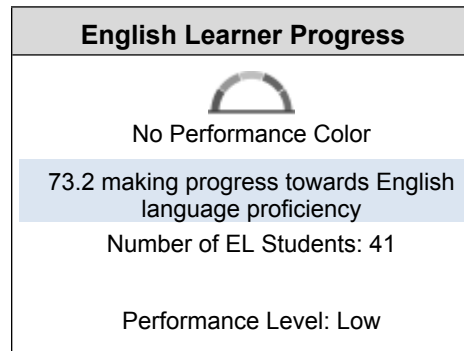 English Learner Progress
No Performance Color
73.2 making progress towards English
language proficiency
Number of EL Students: 41
Performance Level: Low